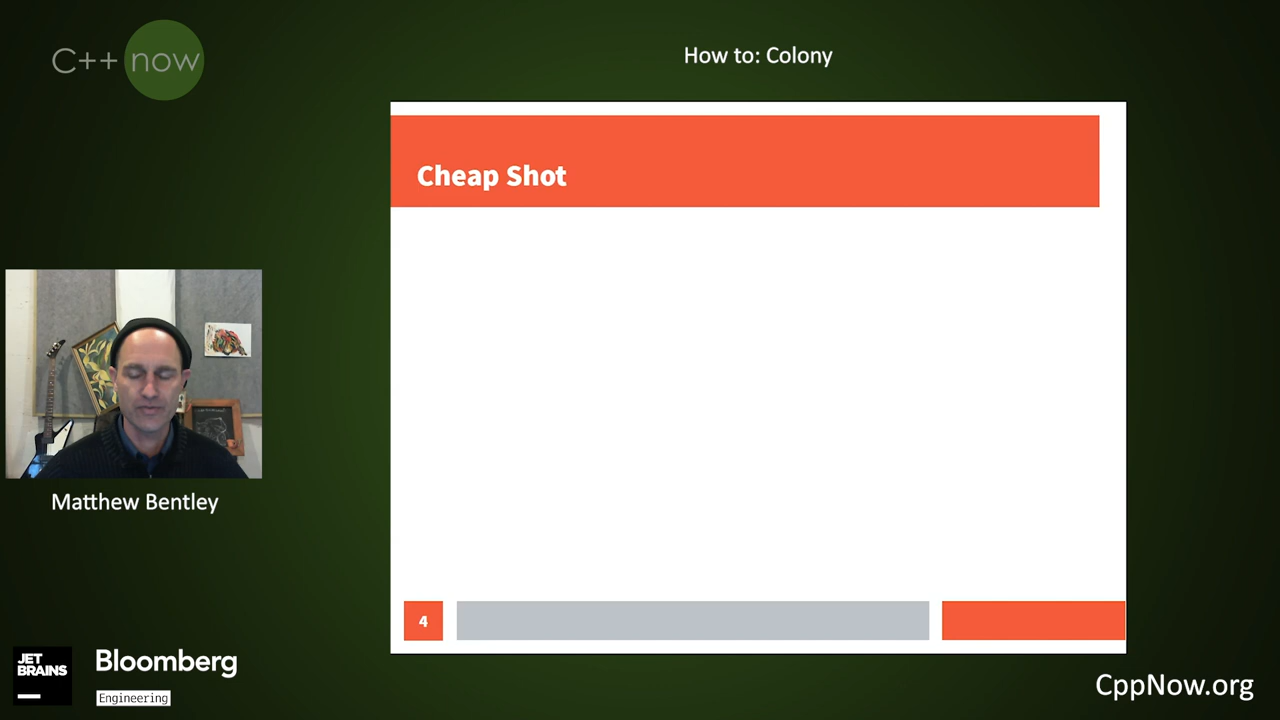 C++ now
How to: Colony
Cheap Shot
Matthew Bentley
4
JET
BRAINS
Bloomberg
Engineering
CppNow.org